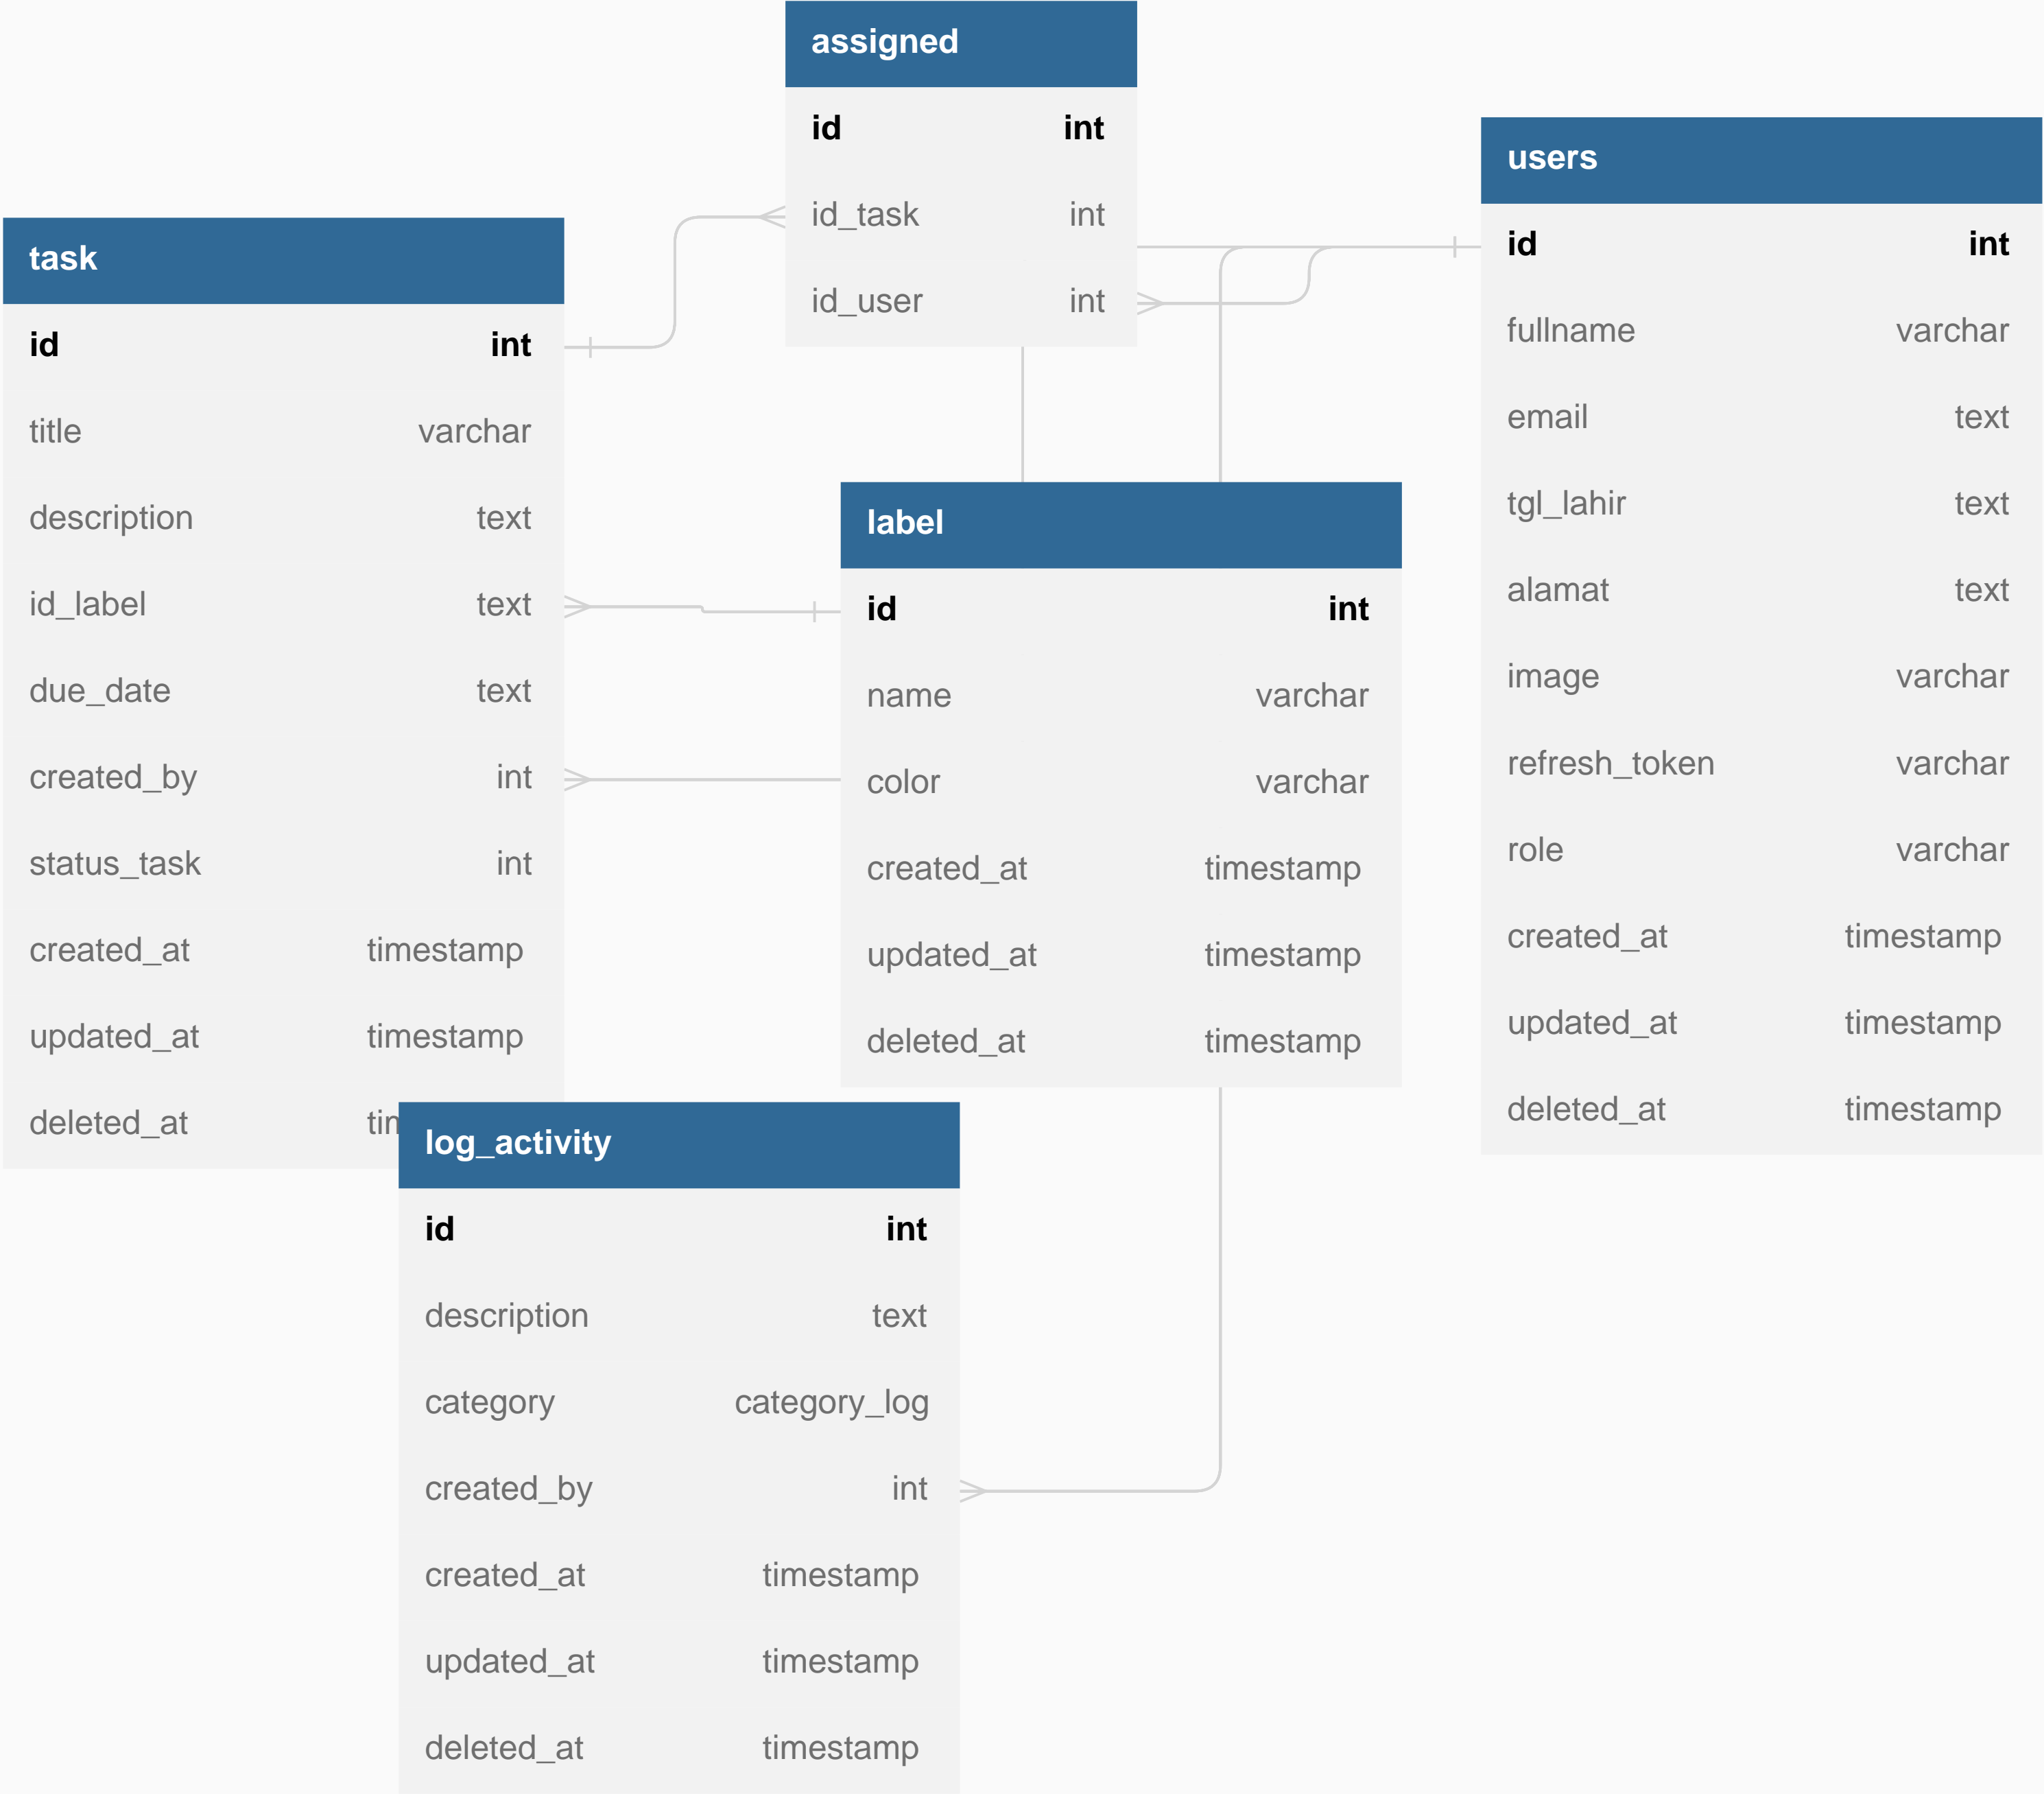 assigned
id int
id_task int
id_user int
users
id int
fullname varchar
email text
tgl_lahir text
alamat text
image varchar
refresh_token varchar
role varchar
created_at timestamp
updated_at timestamp
deleted_at timestamp
task
id int
title varchar
description text
id_label text
due_date text
created_by int
status_task int
created_at timestamp
updated_at timestamp
deleted_at
label
id int
name varchar
color varchar
created_at timestamp
updated_at timestamp
deleted_at timestamp
log_activity
id int
description text
category category_log
created_by int
created_at timestamp
updated_at timestamp
deleted_at timestamp